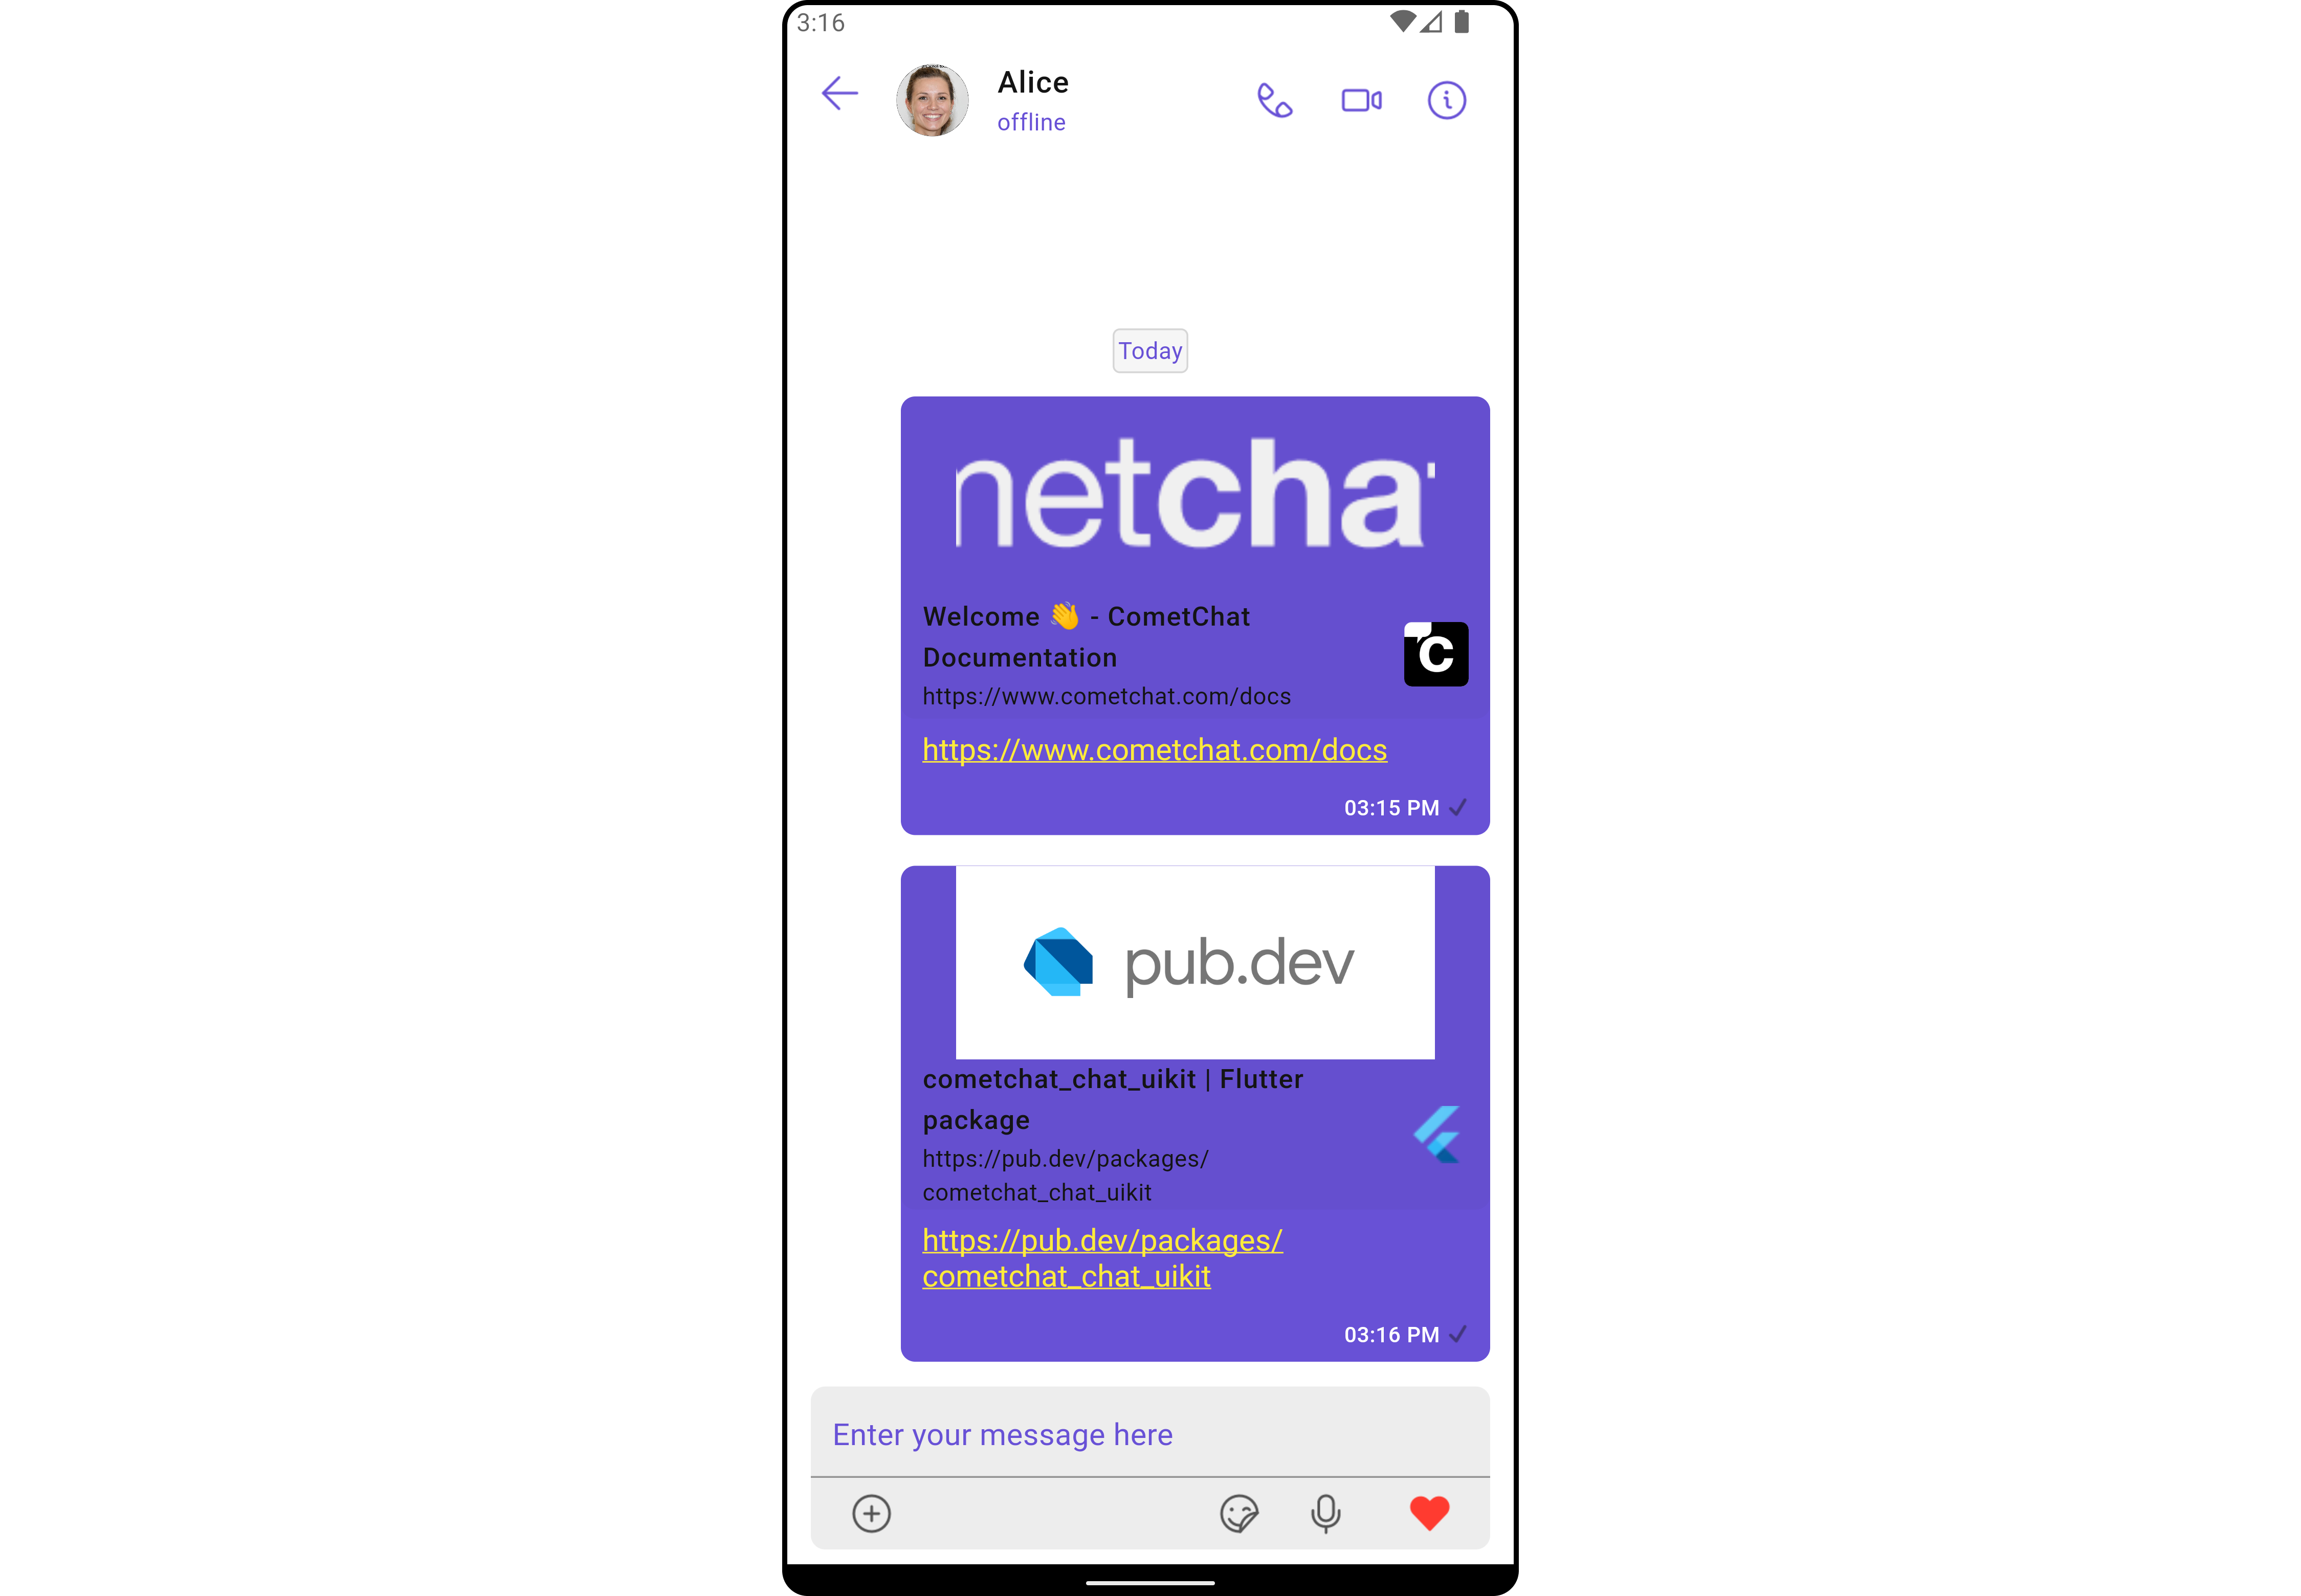 3:16
Alice
offline
Today
netcha
Welcome 👋 - CometChat
Documentation
C
https://www.cometchat.com/docs
https://www.cometchat.com/docs
03:15 PM
pub.dev
cometchat_chat_uikit | Flutter
package
https://pub.dev/packages/
cometchat_chat_uikit
https://pub.dev/packages/
cometchat_chat_uikit
03:16 PM
Enter your message here